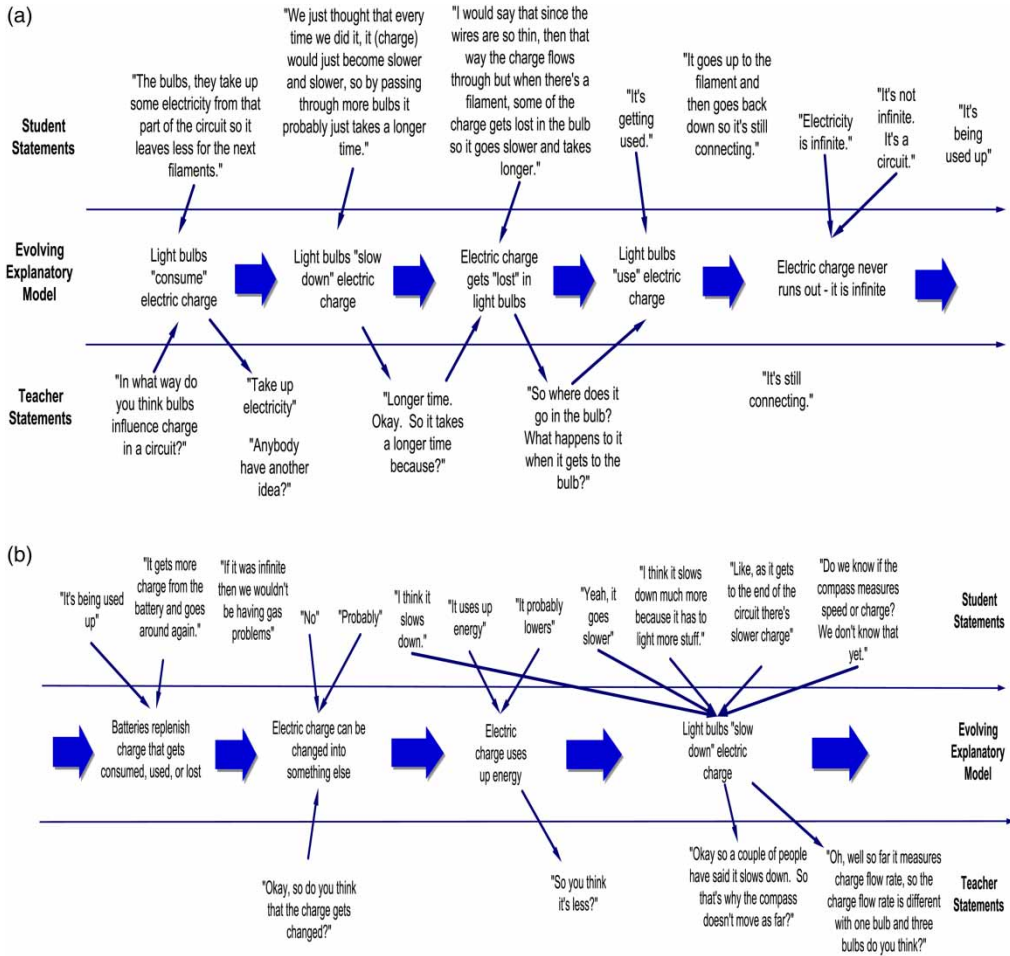 (a)
Student
Statements
"The bulbs, they take up
some electricity from that
part of the circuit so it
leaves less for the next
filaments."
"We just thought that every
time we did it, it (charge)
would just become slower
and slower, so by passing
through more bulbs it
probably just takes a longer
time."
"I would say that since the
wires are so thin, then that
way the charge flows
through but when there's a
filament, some of the
charge gets lost in the bulb
so it goes slower and takes
longer."
"It's
getting
used."
"It goes up to the
filament and
then goes back
down so it's still
connecting."
"Electricity
is infinite."
"It's not
infinite.
It's a
circuit."
"It's
being
used up"
Evolving
Explanatory
Model
Light bulbs
"consume"
electric charge
Light bulbs "slow
down" electric
charge
Electric charge
gets "lost" in
light bulbs
Light bulbs
"use" electric
charge
Electric charge never
runs out - it is infinite
Teacher
Statements
"In what way do
you think bulbs
influence charge
in a circuit?"
"Take up
electricity"
"Anybody
have another
idea?"
"Longer time.
Okay. So it takes
a longer time
because?"
"So where does it
go in the bulb?
What happens to it
when it gets to the
bulb?"
"It's still
connecting."
(b)
"It's being used
up"
"It gets more
charge from the
battery and goes
around again."
"If it was infinite
then we wouldn't
be having gas
problems"
"No"
"Probably"
"I think it
slows
down."
"It uses up
energy"
"It probably
lowers"
"Yeah, it
goes
slower"
"I think it slows
down much more
because it has to
light more stuff."
"Like, as it gets
to the end of the
circuit there's
slower charge"
"Do we know if the
compass measures
speed or charge?
We don't know that
yet."
Student
Statements
Batteries replenish
charge that gets
consumed, used, or lost
Electric charge can be
changed into
something else
Electric
charge uses
up energy
Light bulbs "slow
down" electric
charge
Evolving
Explanatory
Model
"Okay, so do you think
that the charge gets
changed?"
"So you think
it's less?"
"Okay so a couple of people
have said it slows down. So
that's why the compass
doesn't move as far?"
"Oh, well so far it measures
charge flow rate, so the
charge flow rate is different
with one bulb and three
bulbs do you think?"
Teacher
Statements